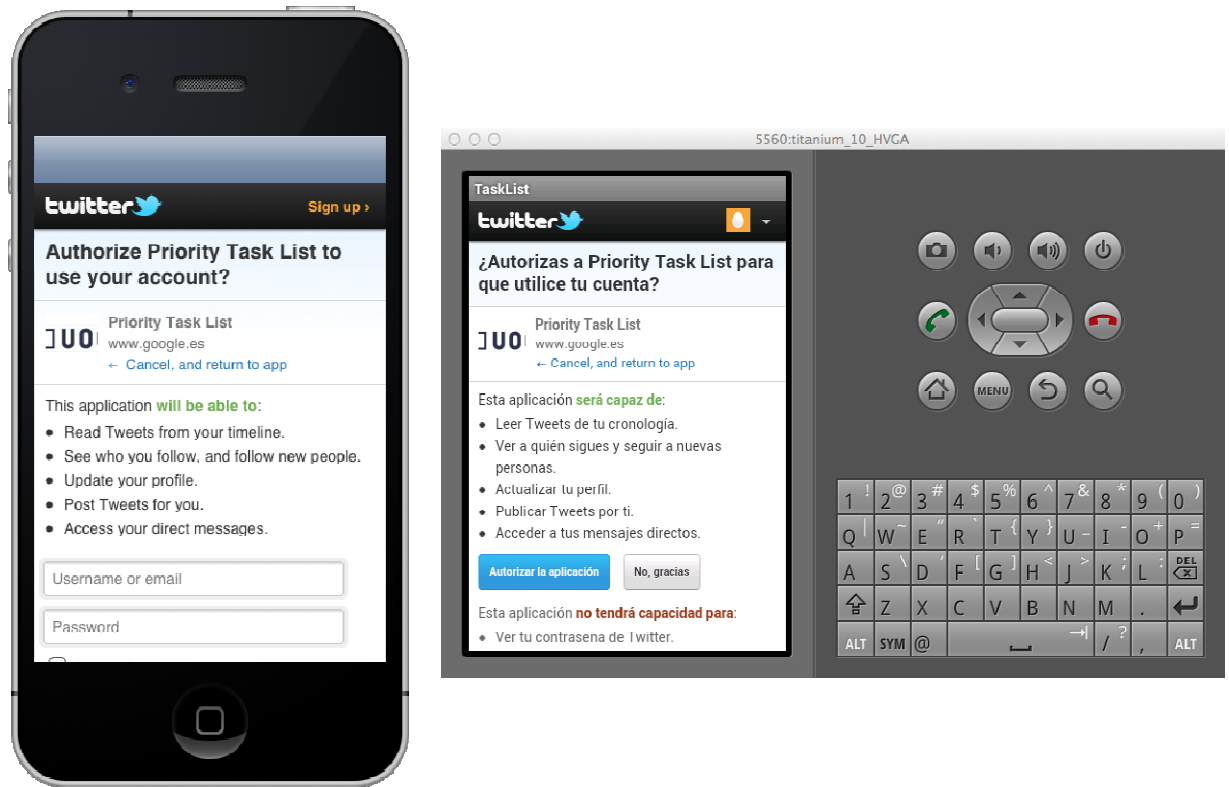 twitter
Sign up ›
Authorize Priority Task List to
use your account?
UO
Priority Task List
www.google.es
← Cancel, and return to app
This application will be able to:
• Read Tweets from your timeline.
• See who you follow, and follow new people.
• Update your profile.
• Post Tweets for you.
• Access your direct messages.
Username or email
Password
5560:titanium_10_HVGA
TaskList
twitter
¿Autorizas a Priority Task List para
que utilice tu cuenta?
UO
Priority Task List
www.google.es
← Cancel, and return to app
Esta aplicación será capaz de:
• Leer Tweets de tu cronología.
• Ver a quién sigues y seguir a nuevas
personas.
• Actualizar tu perfil.
• Publicar Tweets por ti.
• Acceder a tus mensajes directos.
Autorizar la aplicación
No, gracias
Esta aplicación no tendrá capacidad para:
• Ver tu contrasena de Twitter.
MENU
1 ! 2 @ 3 # 4 $ 5 % 6 ^ 7 & 8 * 9 ( 0 )
Q | W ~ E " R ` T { Y } U _ I - O + P =
A S \ D ' F [ G ] H < J > K ; L : DEL
Z X C V B N M .
ALT SYM @ / ? , ALT